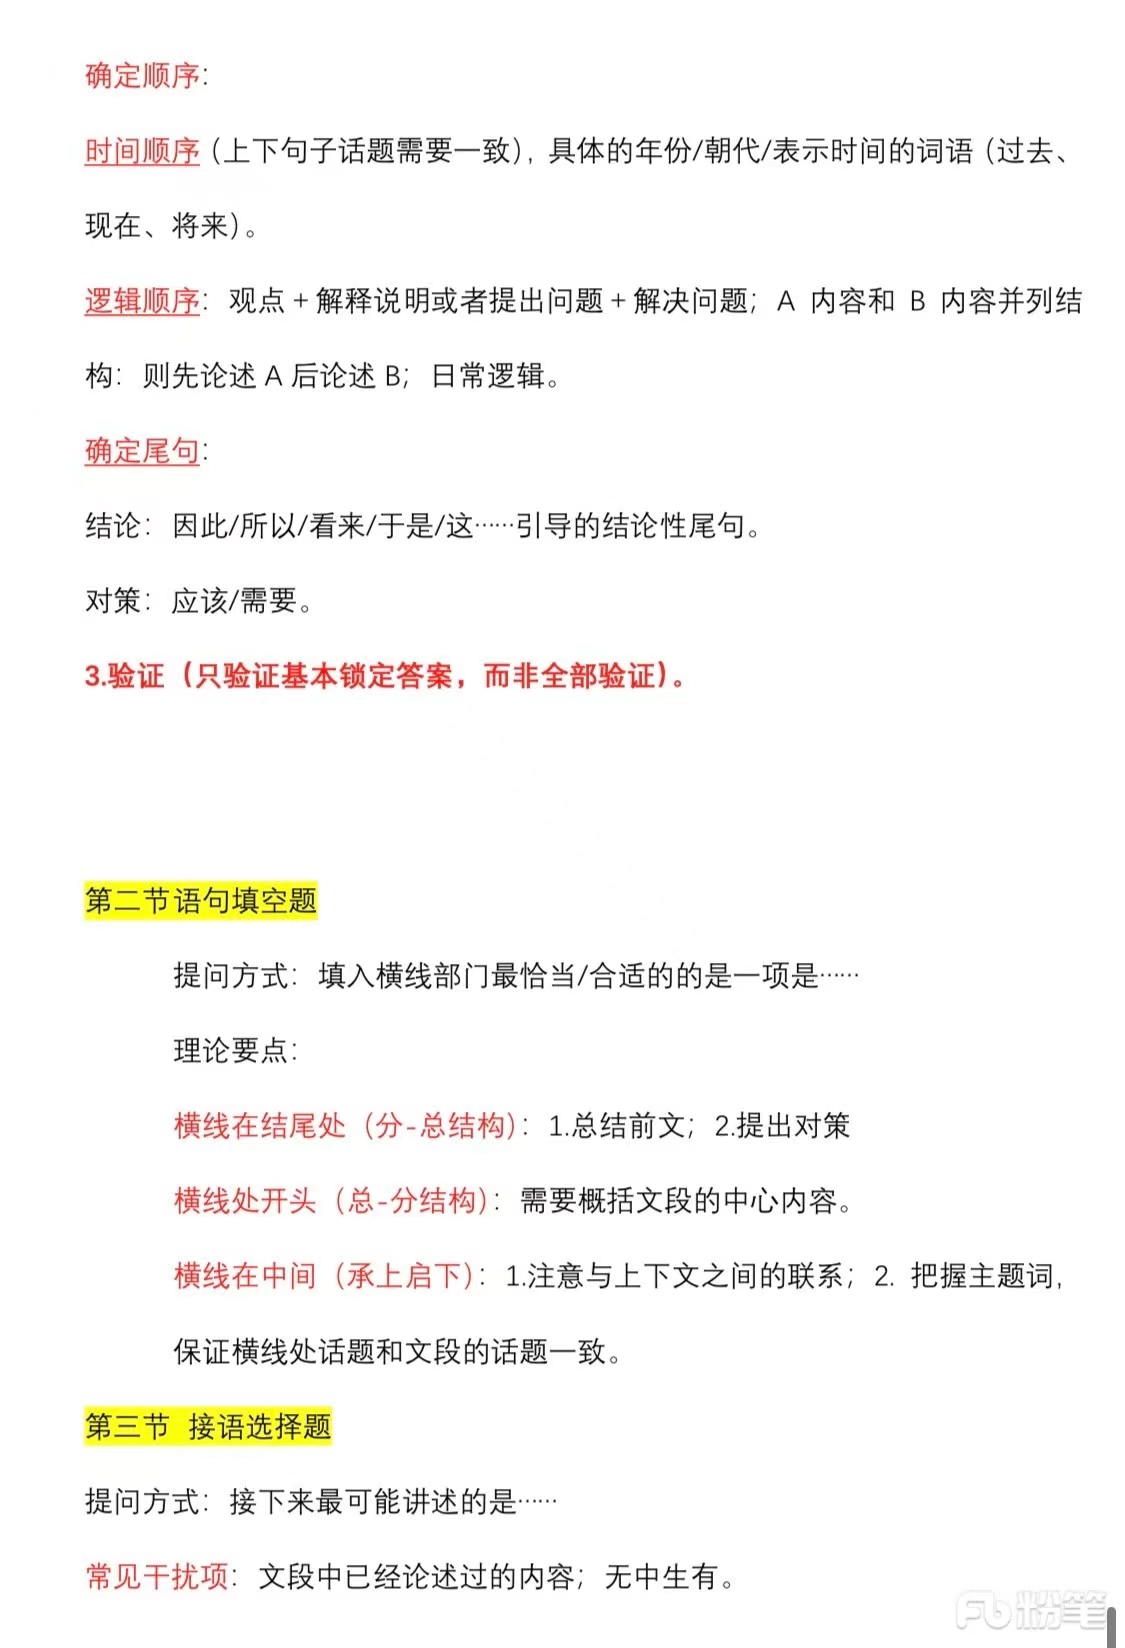 确定顺序：
时间顺序（上下句子话题需要一致），具体的年份/朝代/表示时间的词语（过去、
现在、将来）。
逻辑顺序：观点＋解释说明或者提出问题＋解决问题；A 内容和 B 内容并列结
构：则先论述 A 后论述 B；日常逻辑。
确定尾句：
结论：因此/所以/看来/于是/这……引导的结论性尾句。
对策：应该/需要。
3.验证（只验证基本锁定答案，而非全部验证）。
第二节语句填空题
提问方式：填入横线部门最恰当/合适的的是一项是……
理论要点：
横线在结尾处（分-总结构）：1.总结前文；2.提出对策
横线处开头（总-分结构）：需要概括文段的中心内容。
横线在中间（承上启下）：1.注意与上下文之间的联系；2. 把握主题词，
保证横线处话题和文段的话题一致。
第三节 接语选择题
提问方式：接下来最可能讲述的是……
常见干扰项：文段中已经论述过的内容；无中生有。
粉笔